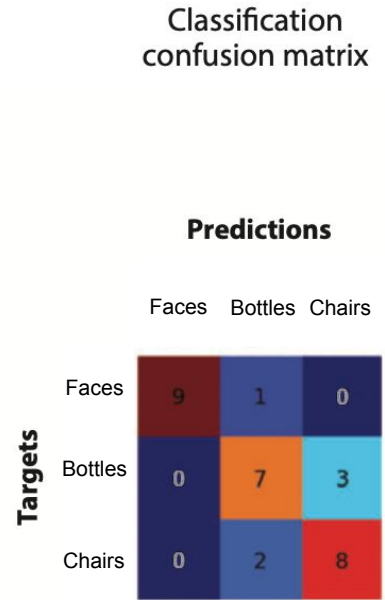 Classification
confusion matrix
Predictions
Faces Bottles Chairs
Targets
Faces 9 1 0
Bottles 0 7 3
Chairs 0 2 8